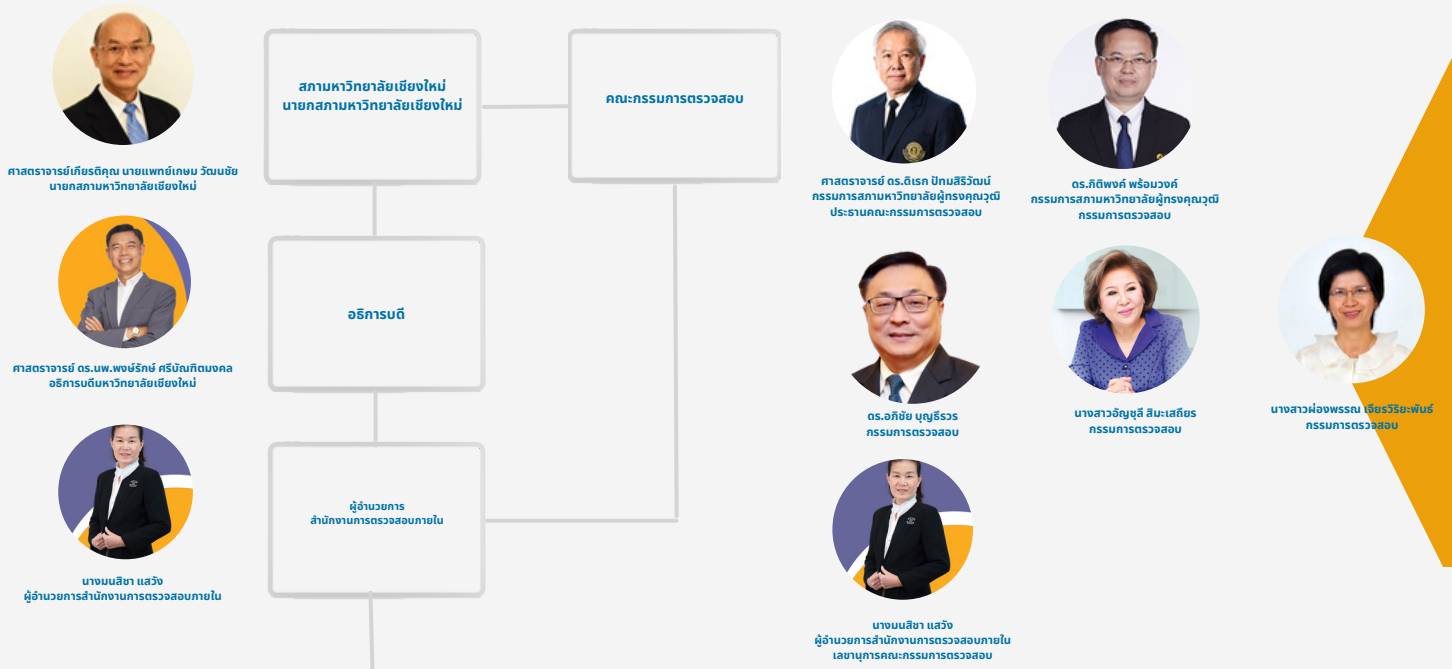 สภามหาวิทยาลัยเชียงใหม่
นายกสภามหาวิทยาลัยเชียงใหม่
คณะกรรมการตรวจสอบ
ศาสตราจารย์เกียรติคุณ นายแพทย์เกษม วัฒนชัย
นายกสภามหาวิทยาลัยเชียงใหม่
ศาสตราจารย์ ดร.ดิเรก ปัทมสิริวัฒน์
กรรมการสภามหาวิทยาลัยผู้ทรงคุณวุฒิ
ประธานคณะกรรมการตรวจสอบ
ดร.กิติพงค์ พร้อมวงค์
กรรมการสภามหาวิทยาลัยผู้ทรงคุณวุฒิ
กรรมการตรวจสอบ
อธิการบดี
ศาสตราจารย์ ดร.นพ.พงษ์รักษ์ ศรีบัณฑิตมงคล
อธิการบดีมหาวิทยาลัยเชียงใหม่
ดร.อภิชัย บุญธีรวร
กรรมการตรวจสอบ
นางสาวอัญชุลี สิมะเสถียร
กรรมการตรวจสอบ
นางสาวผ่องพรรณ เจียรวิริยะพันธ์
กรรมการตรวจสอบ
ผู้อำนวยการ
สำนักงานการตรวจสอบภายใน
นางมนสิชา แสวัง
ผู้อำนวยการสำนักงานการตรวจสอบภายใน
นางมนสิชา แสวัง
ผู้อำนวยการสำนักงานการตรวจสอบภายใน
เลขานุการคณะกรรมการตรวจสอบ